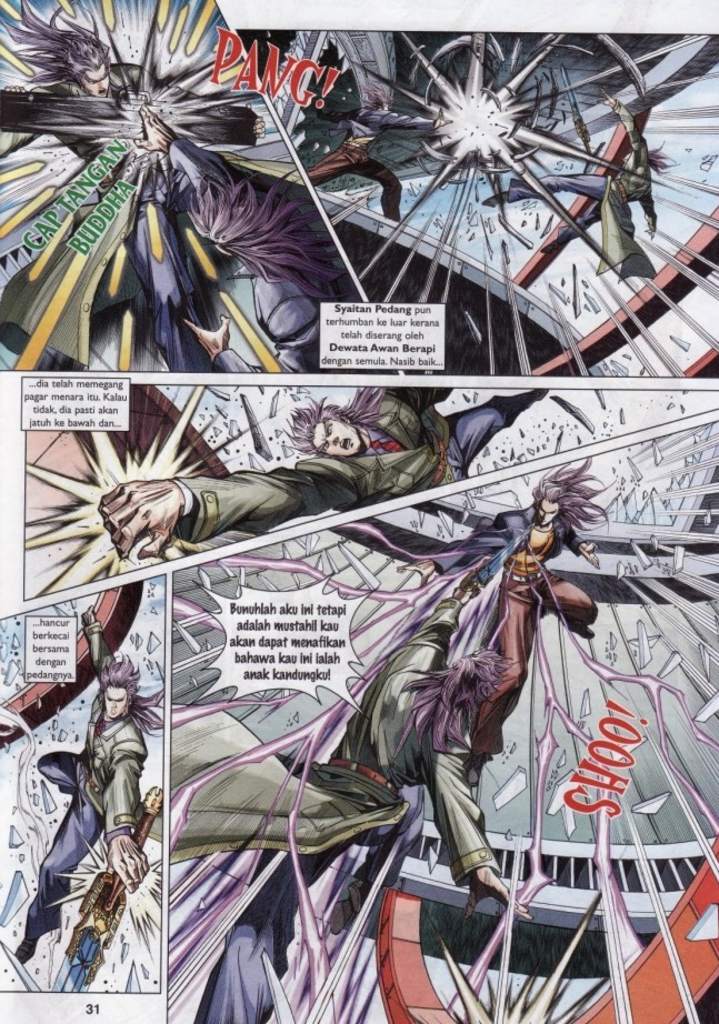 PANG!
CAP TANGAN
BUDDHA
Syaitan Pedang pun
terhumban ke luar kerana
telah diserang oleh
Dewata Awan Berapi
dengan semula. Nasib baik...
...dia telah memegang
pagar menara itu. Kalau
tidak, dia pasti akan
jatuh ke bawah dan...
...hancur
berkecai
bersama
pedangnya.
Bunuhlah aku ini tetapi
adalah mustahil kau
akan dapat menafikan
bahawa kau ini ialah
anak kandungku!
SHOO!
31